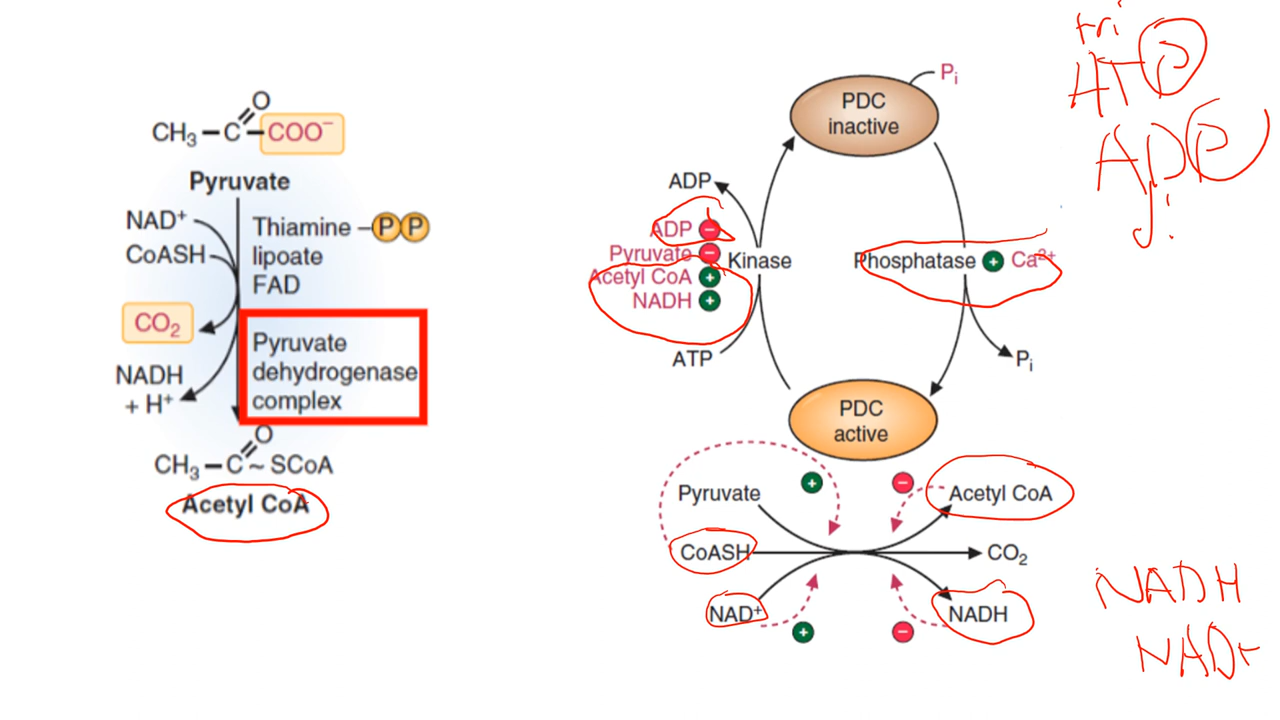 O
CH₃ – C – COO⁻
Pyruvate
NAD⁺
CoASH
Thiamine – P P
lipoate
FAD
CO₂
NADH
+ H⁺
Pyruvate
dehydrogenase
complex
O
CH₃ – C ~ SCoA
Acetyl CoA
PDC
inactive
Pᵢ
ADP
ADP −
Pyruvate −
Acetyl CoA +
NADH +
ATP
Kinase
Phosphatase + Ca²⁺
Pᵢ
PDC
active
Pyruvate
+
−
Acetyl CoA
CoASH
CO₂
NAD⁺
+
−
NADH
tri
ATP
ADP
di
NADH
NAD+